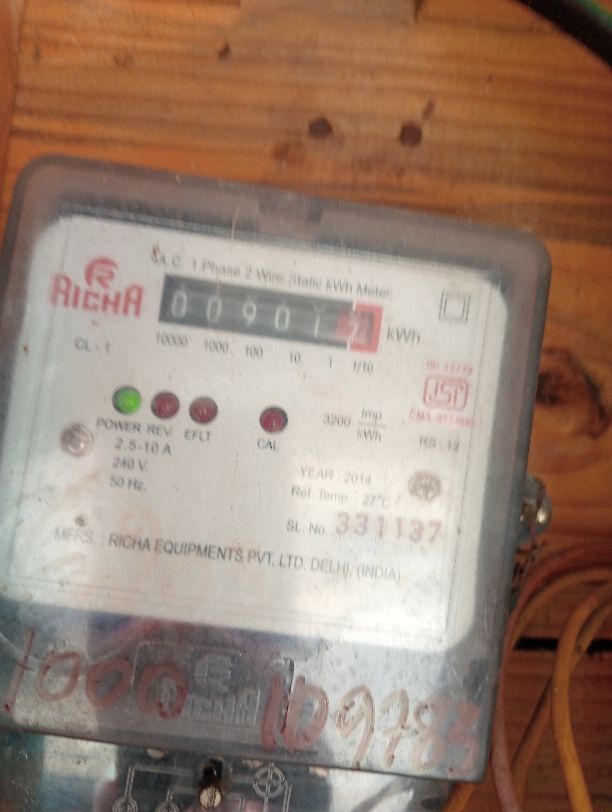 A.C. 1 Phase 2 Wire Static kWh Meter
RICHA
0 0 9 0 1 kWh
CL - 1
10000 1000 100 10 1 1/10
POWER REV. EFLT CAL
3200 imp/kWh
RS : 12
2.5-10 A
240 V.
50 Hz.
YEAR : 2014
Ref. Temp : 27°C
SL. No. 331137
MFRS. : RICHA EQUIPMENTS PVT. LTD. DELHI. (INDIA)
RICHA